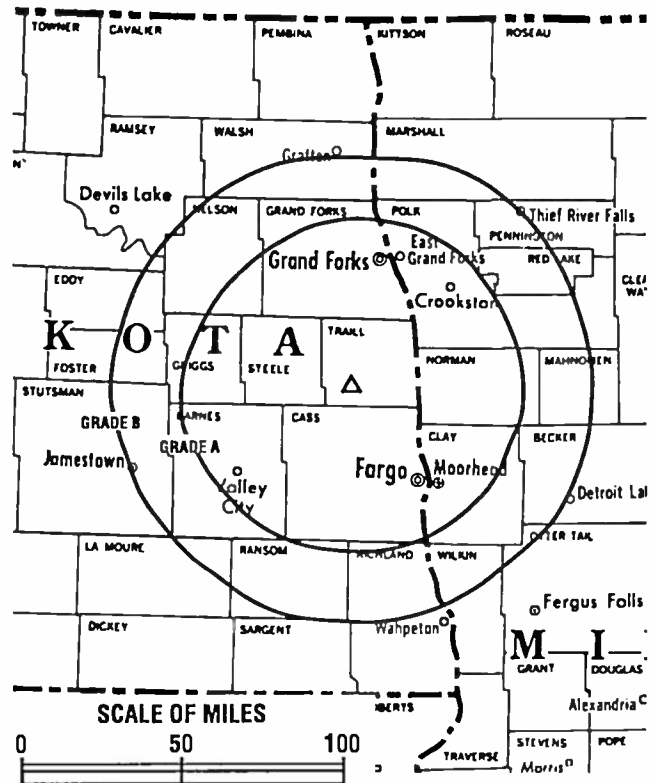 TOWNER CAVALIER PEMBINA KITTSON ROSEAU
RAMSEY WALSH MARSHALL
Grafton
Devils Lake
NELSON GRAND FORKS POLK Thief River Falls
PENNINGTON
East
Grand Forks Grand Forks RED LAKE
EDDY
Crookston
K O T A
FOSTER GRIGGS STEELE TRAILL NORMAN MAHNOMEN
STUTSMAN
BARNES CASS
GRADE B
GRADE A
CLAY BECKER
Jamestown
Valley
City
Fargo Moorhead
Detroit Lal
OTTER TAIL
LA MOURE RANSOM RICHLAND WILKIN
Fergus Falls
DICKEY SARGENT Wahpeton
M I
GRANT DOUGLAS
Alexandria
SCALE OF MILES
0 50 100
TRAVERSE STEVENS POPE
Morris